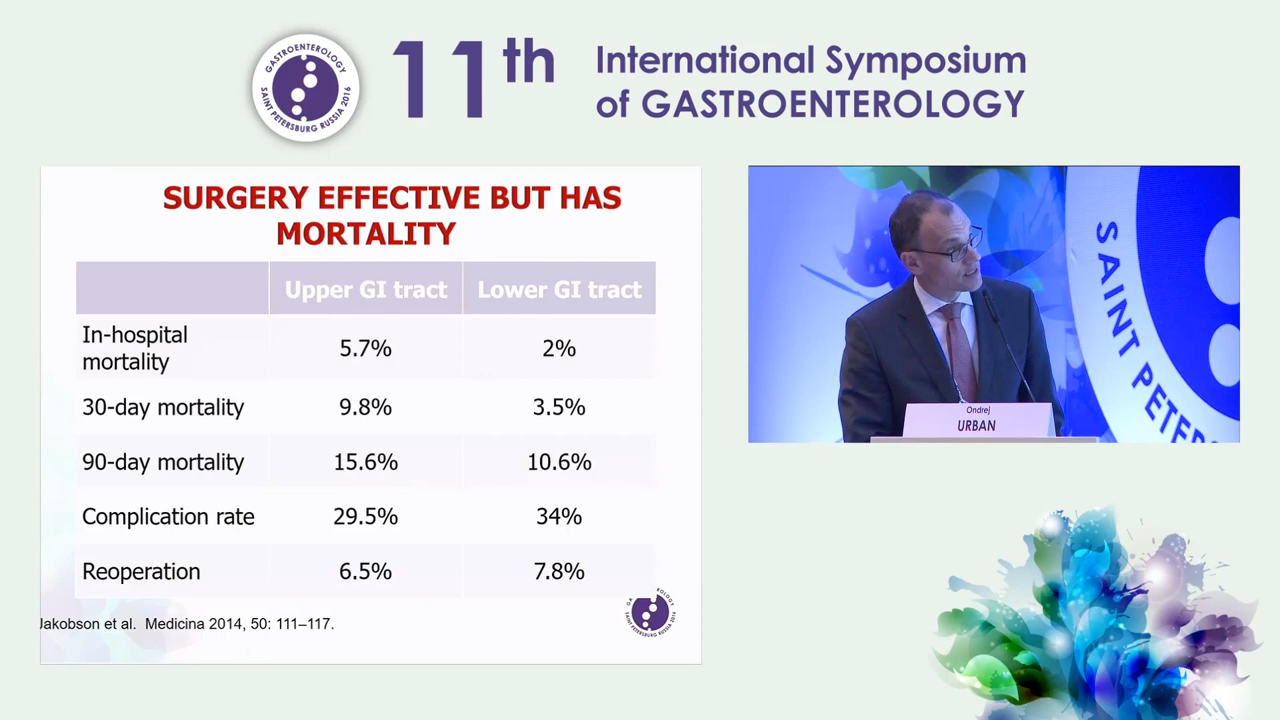 GASTROENTEROLOGY
SAINT PETERSBURG RUSSIA 2016
11th
International Symposium
of GASTROENTEROLOGY
SURGERY EFFECTIVE BUT HAS
MORTALITY
Upper GI tract Lower GI tract
In-hospital
mortality 5.7% 2%
30-day mortality 9.8% 3.5%
90-day mortality 15.6% 10.6%
Complication rate 29.5% 34%
Reoperation 6.5% 7.8%
Jakobson et al. Medicina 2014, 50: 111–117.
SAINT PETER
Ondrej
URBAN